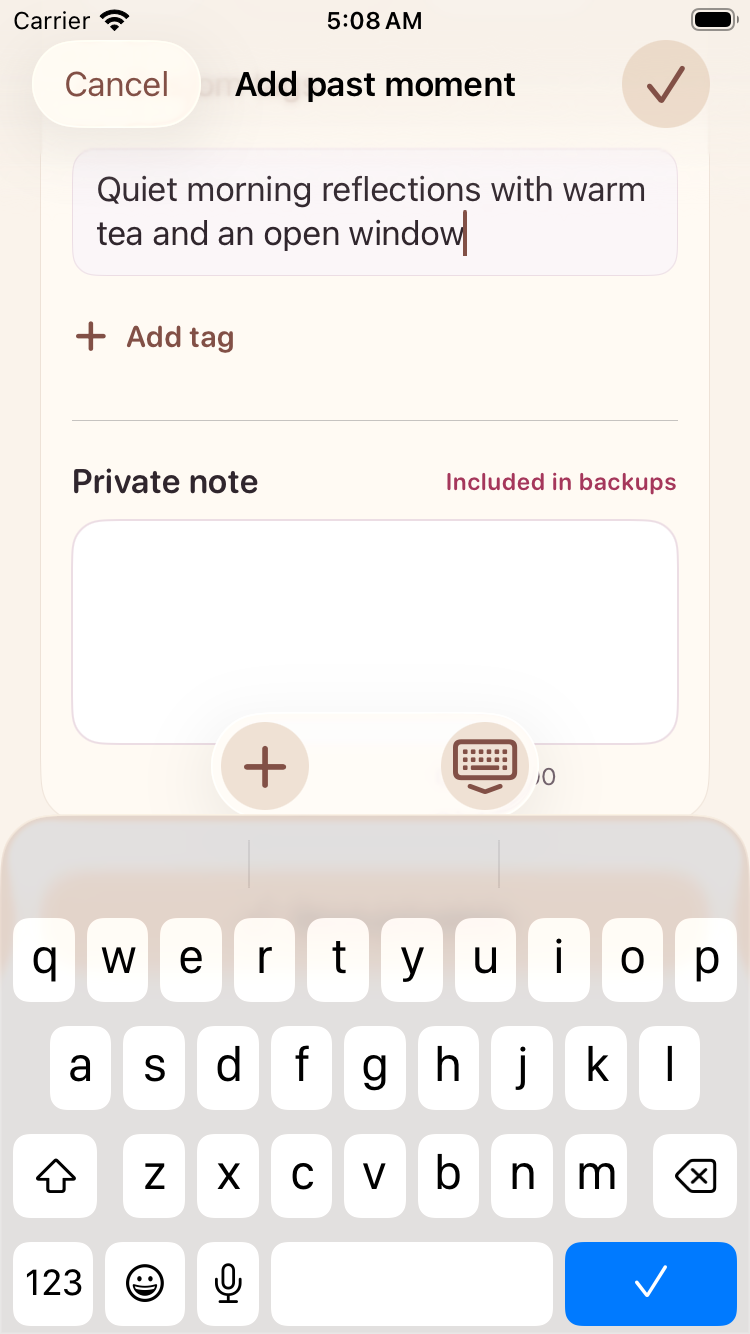 Carrier 5:08 AM
Cancel Add past moment
Quiet morning reflections with warm
tea and an open window
Add tag
Private note Included in backups
q w e r t y u i o p
a s d f g h j k l
z x c v b n m
123